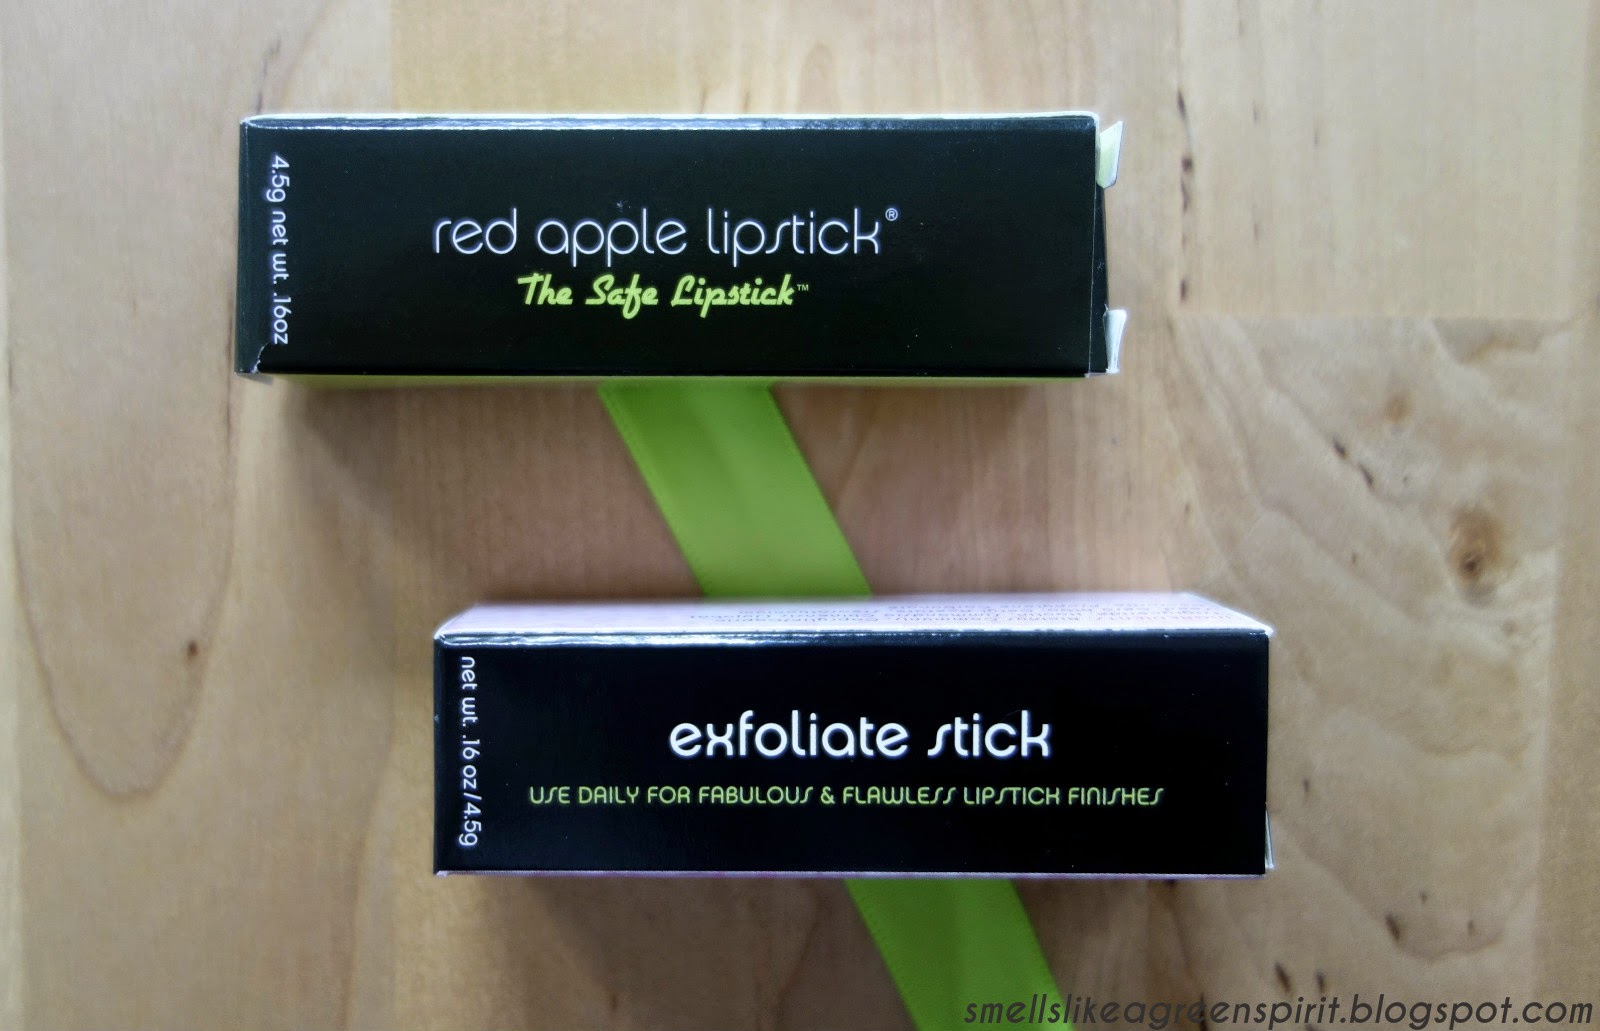 4.5g net wt. .16oz
red apple lipstick®
The Safe Lipstick™
net wt. .16 oz/4.5g
exfoliate stick
USE DAILY FOR FABULOUS & FLAWLESS LIPSTICK FINISHES
smellslikeagreenspirit.blogspot.com